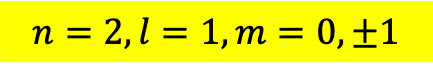 n = 2, l = 1, m = 0, ±1